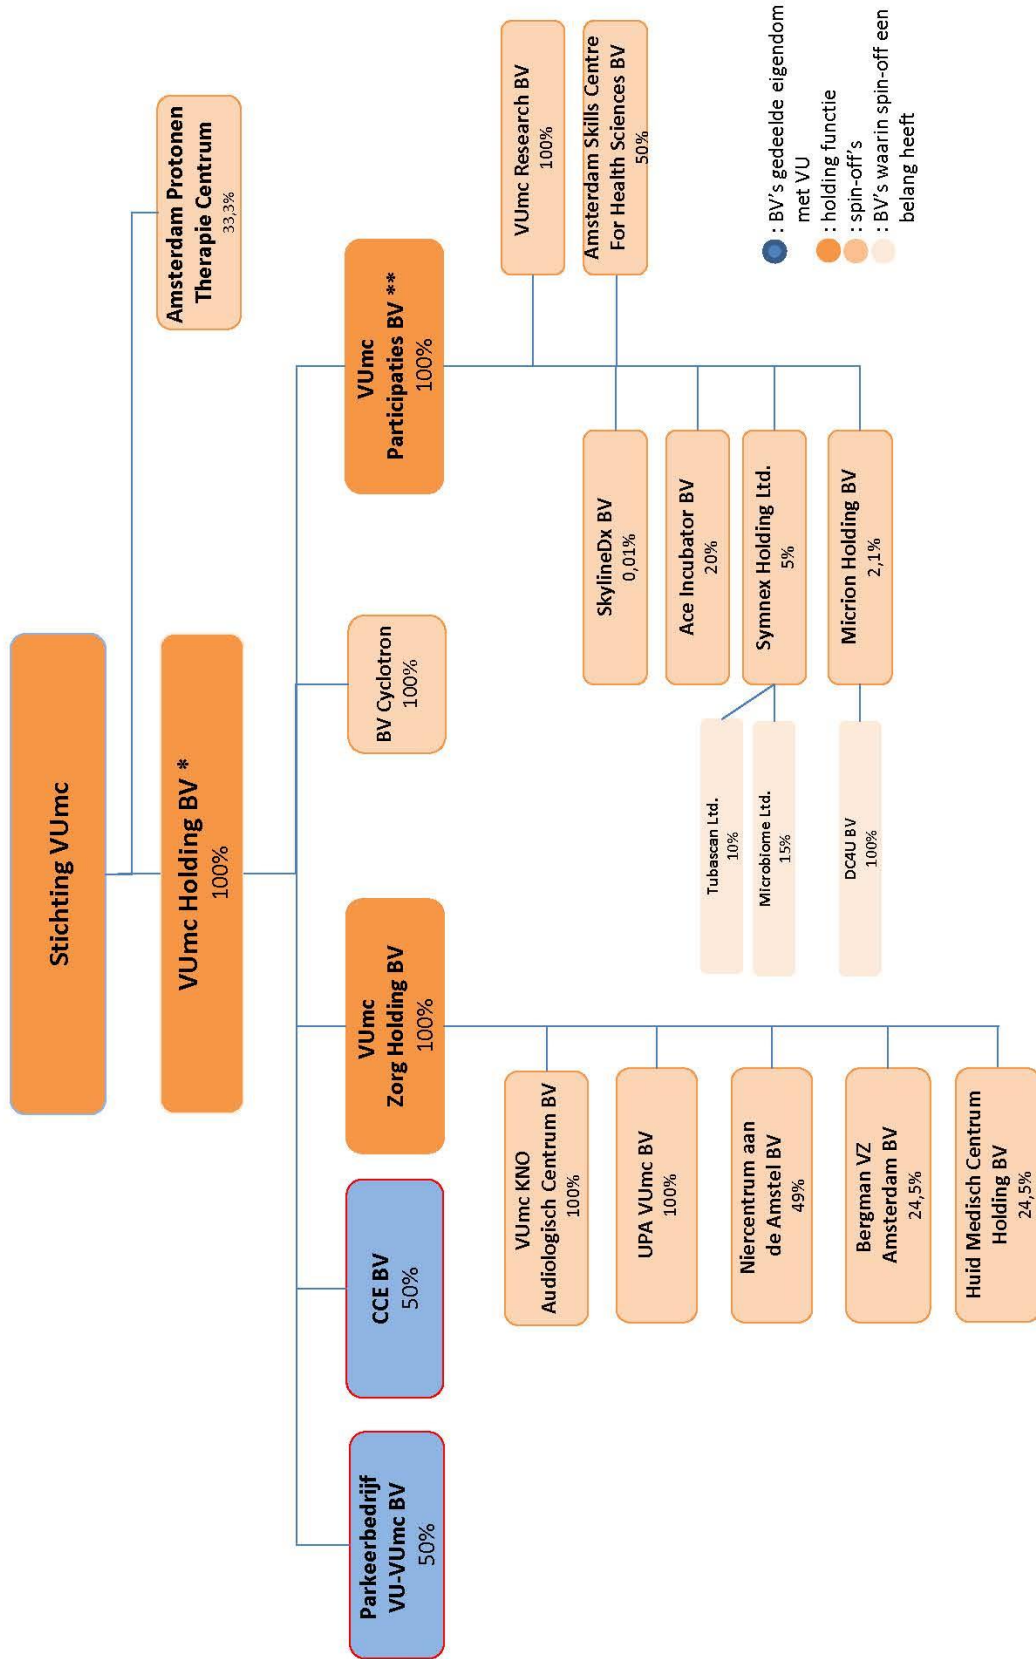 Stichting VUmc
Amsterdam Protonen
Therapie Centrum
33,3%
VUmc Holding BV *
100%
Parkeerbedrijf
VU-VUmc BV
50%
CCE BV
50%
VUmc
Zorg Holding BV
100%
BV Cyclotron
100%
VUmc
Participaties BV **
100%
VUmc KNO
Audiologisch Centrum BV
100%
UPA VUmc BV
100%
Niercentrum aan
de Amstel BV
49%
Bergman VZ
Amsterdam BV
24,5%
Huid Medisch Centrum
Holding BV
24,5%
VUmc Research BV
100%
Amsterdam Skills Centre
For Health Sciences BV
50%
SkylineDx BV
0,01%
Ace Incubator BV
20%
Symnex Holding Ltd.
5%
Micrion Holding BV
2,1%
Tubascan Ltd.
10%
Microbiome Ltd.
15%
DC4U BV
100%
: BV's gedeelde eigendom
met VU
: holding functie
: spin-off's
: BV's waarin spin-off een
belang heeft